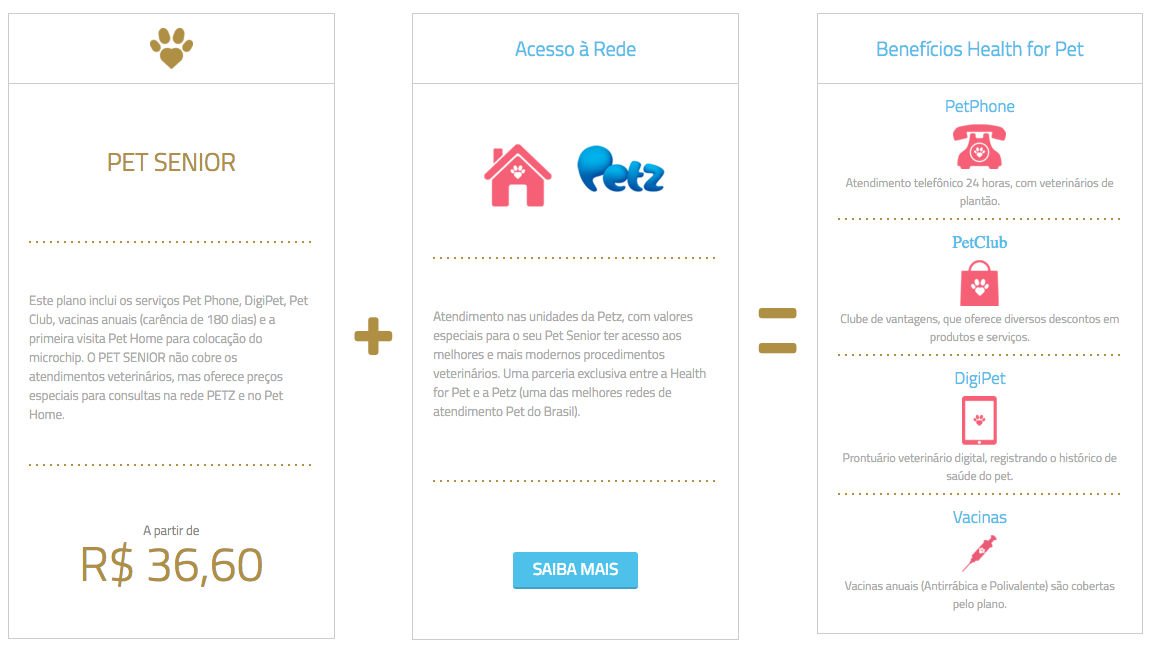 PET SENIOR
Este plano inclui os serviços Pet Phone, DigiPet, Pet
Club, vacinas anuais (carência de 180 dias) e a
primeira visita Pet Home para colocação do
microchip. O PET SENIOR não cobre os
atendimentos veterinários, mas oferece preços
especiais para consultas na rede PETZ e no Pet
Home.
A partir de
R$ 36,60
Acesso à Rede
Petz
Atendimento nas unidades da Petz, com valores
especiais para o seu Pet Senior ter acesso aos
melhores e mais modernos procedimentos
veterinários. Uma parceria exclusiva entre a Health
for Pet e a Petz (uma das melhores redes de
atendimento Pet do Brasil).
SAIBA MAIS
Benefícios Health for Pet
PetPhone
Atendimento telefônico 24 horas, com veterinários de
plantão.
PetClub
Clube de vantagens, que oferece diversos descontos em
produtos e serviços.
DigiPet
Prontuário veterinário digital, registrando o histórico de
saúde do pet.
Vacinas
Vacinas anuais (Antirrábica e Polivalente) são cobertas
pelo plano.